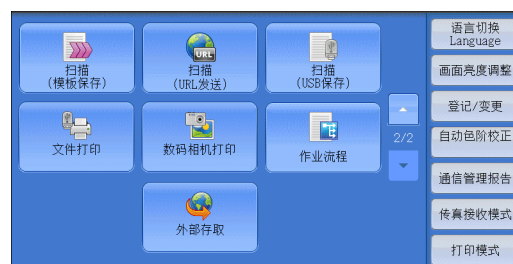 扫描
(模板保存)
URL
扫描
(URL发送)
扫描
(USB保存)
文件打印
数码相机打印
作业流程
外部存取
2/2
语言切换
Language
画面亮度调整
登记/变更
自动色阶校正
通信管理报告
传真接收模式
打印模式